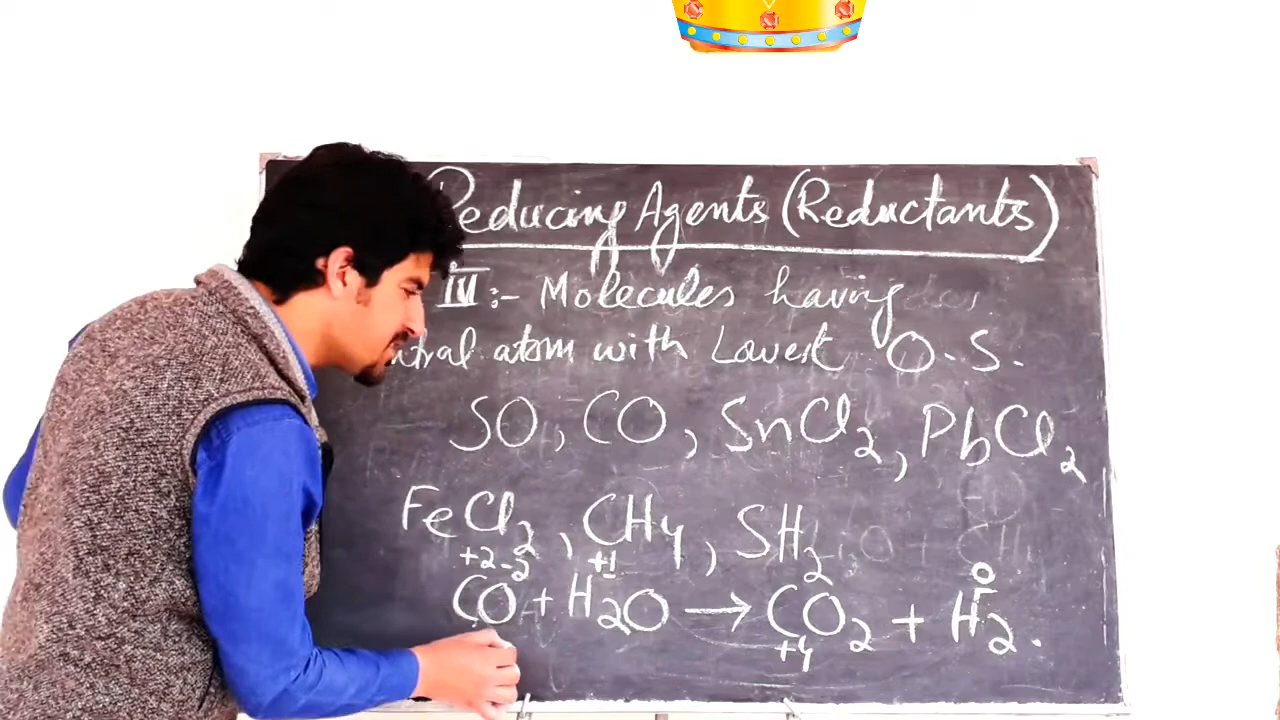 Reducing Agents (Reductants)
IV :- Molecules having
ntral atom with Lowest O.S.
SO, CO, SnCl2, PbCl2
FeCl2, CH4, SH2
+2 -2 +1 0
CO + H2O → CO2 + H2.
+4